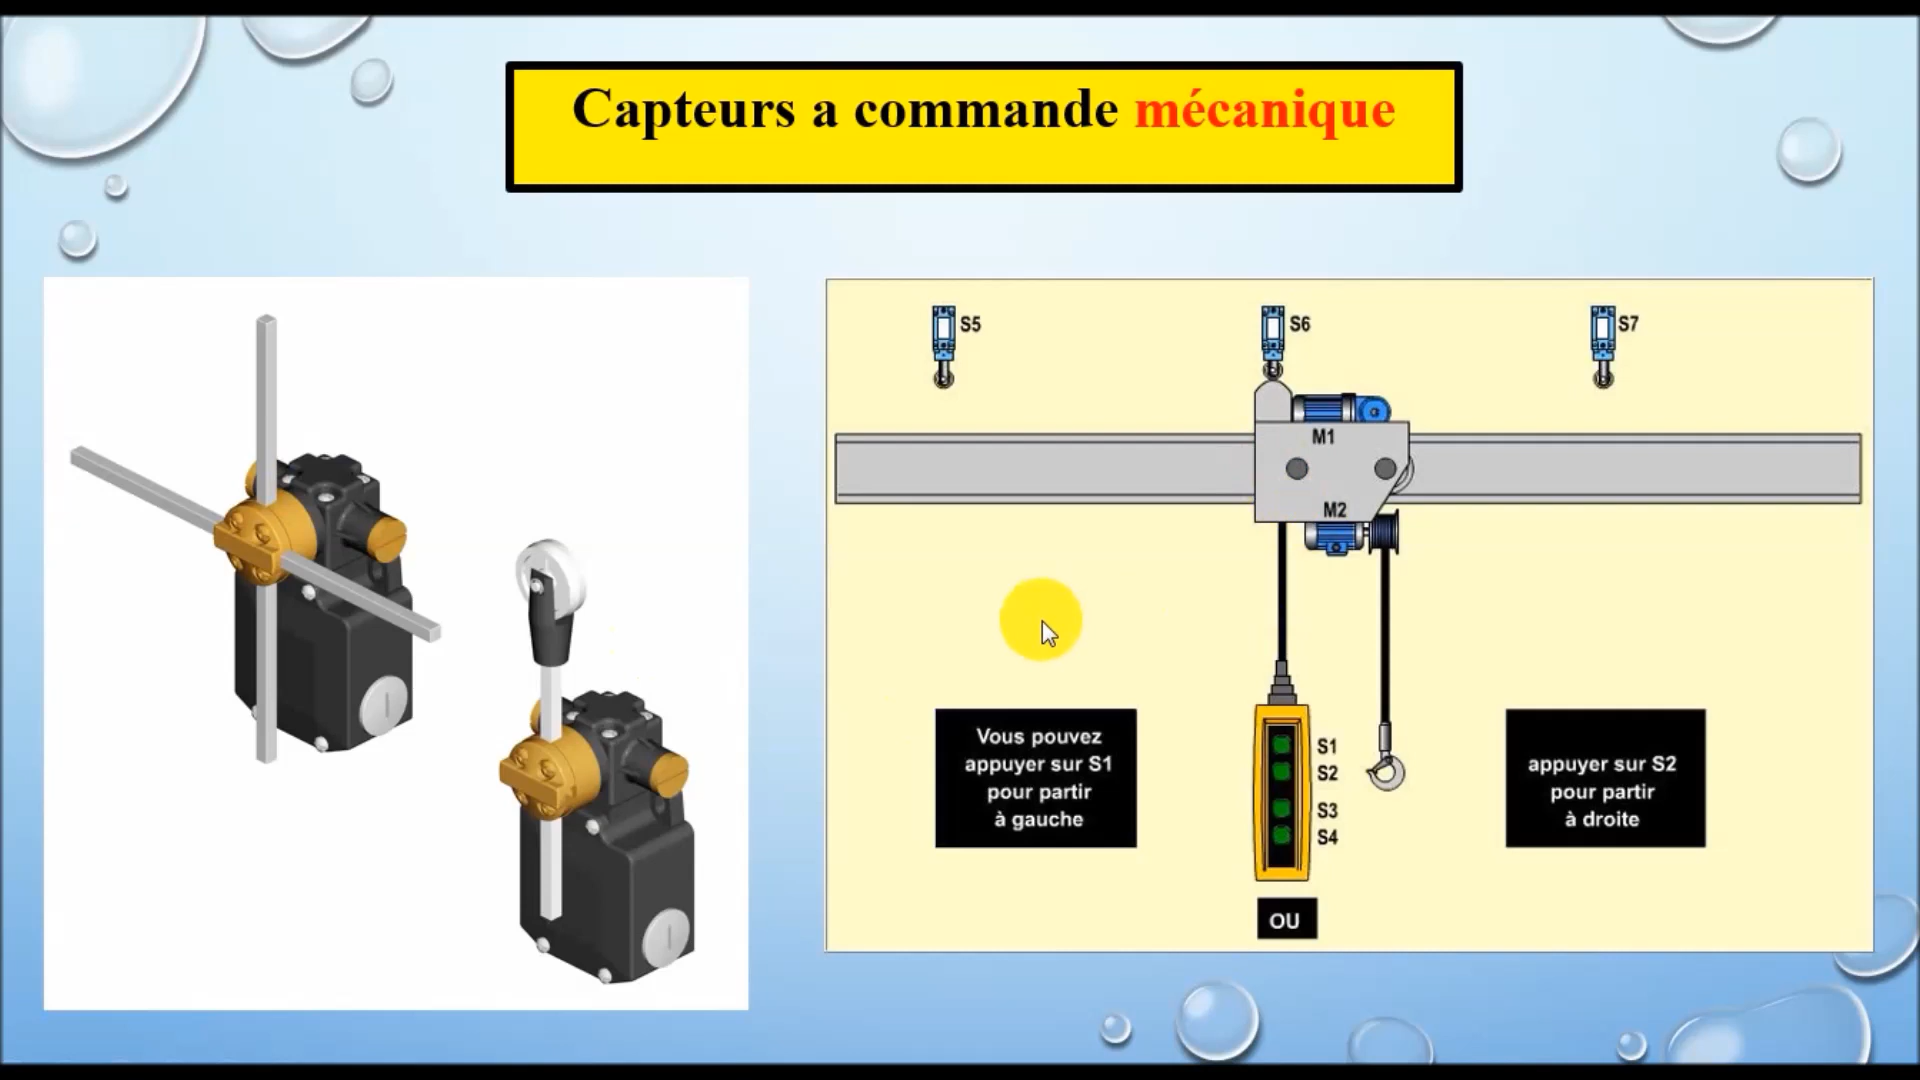 Capteurs a commande mécanique
S5
S6
S7
M1
M2
Vous pouvez
appuyer sur S1
pour partir
à gauche
S1
S2
S3
S4
appuyer sur S2
pour partir
à droite
OU